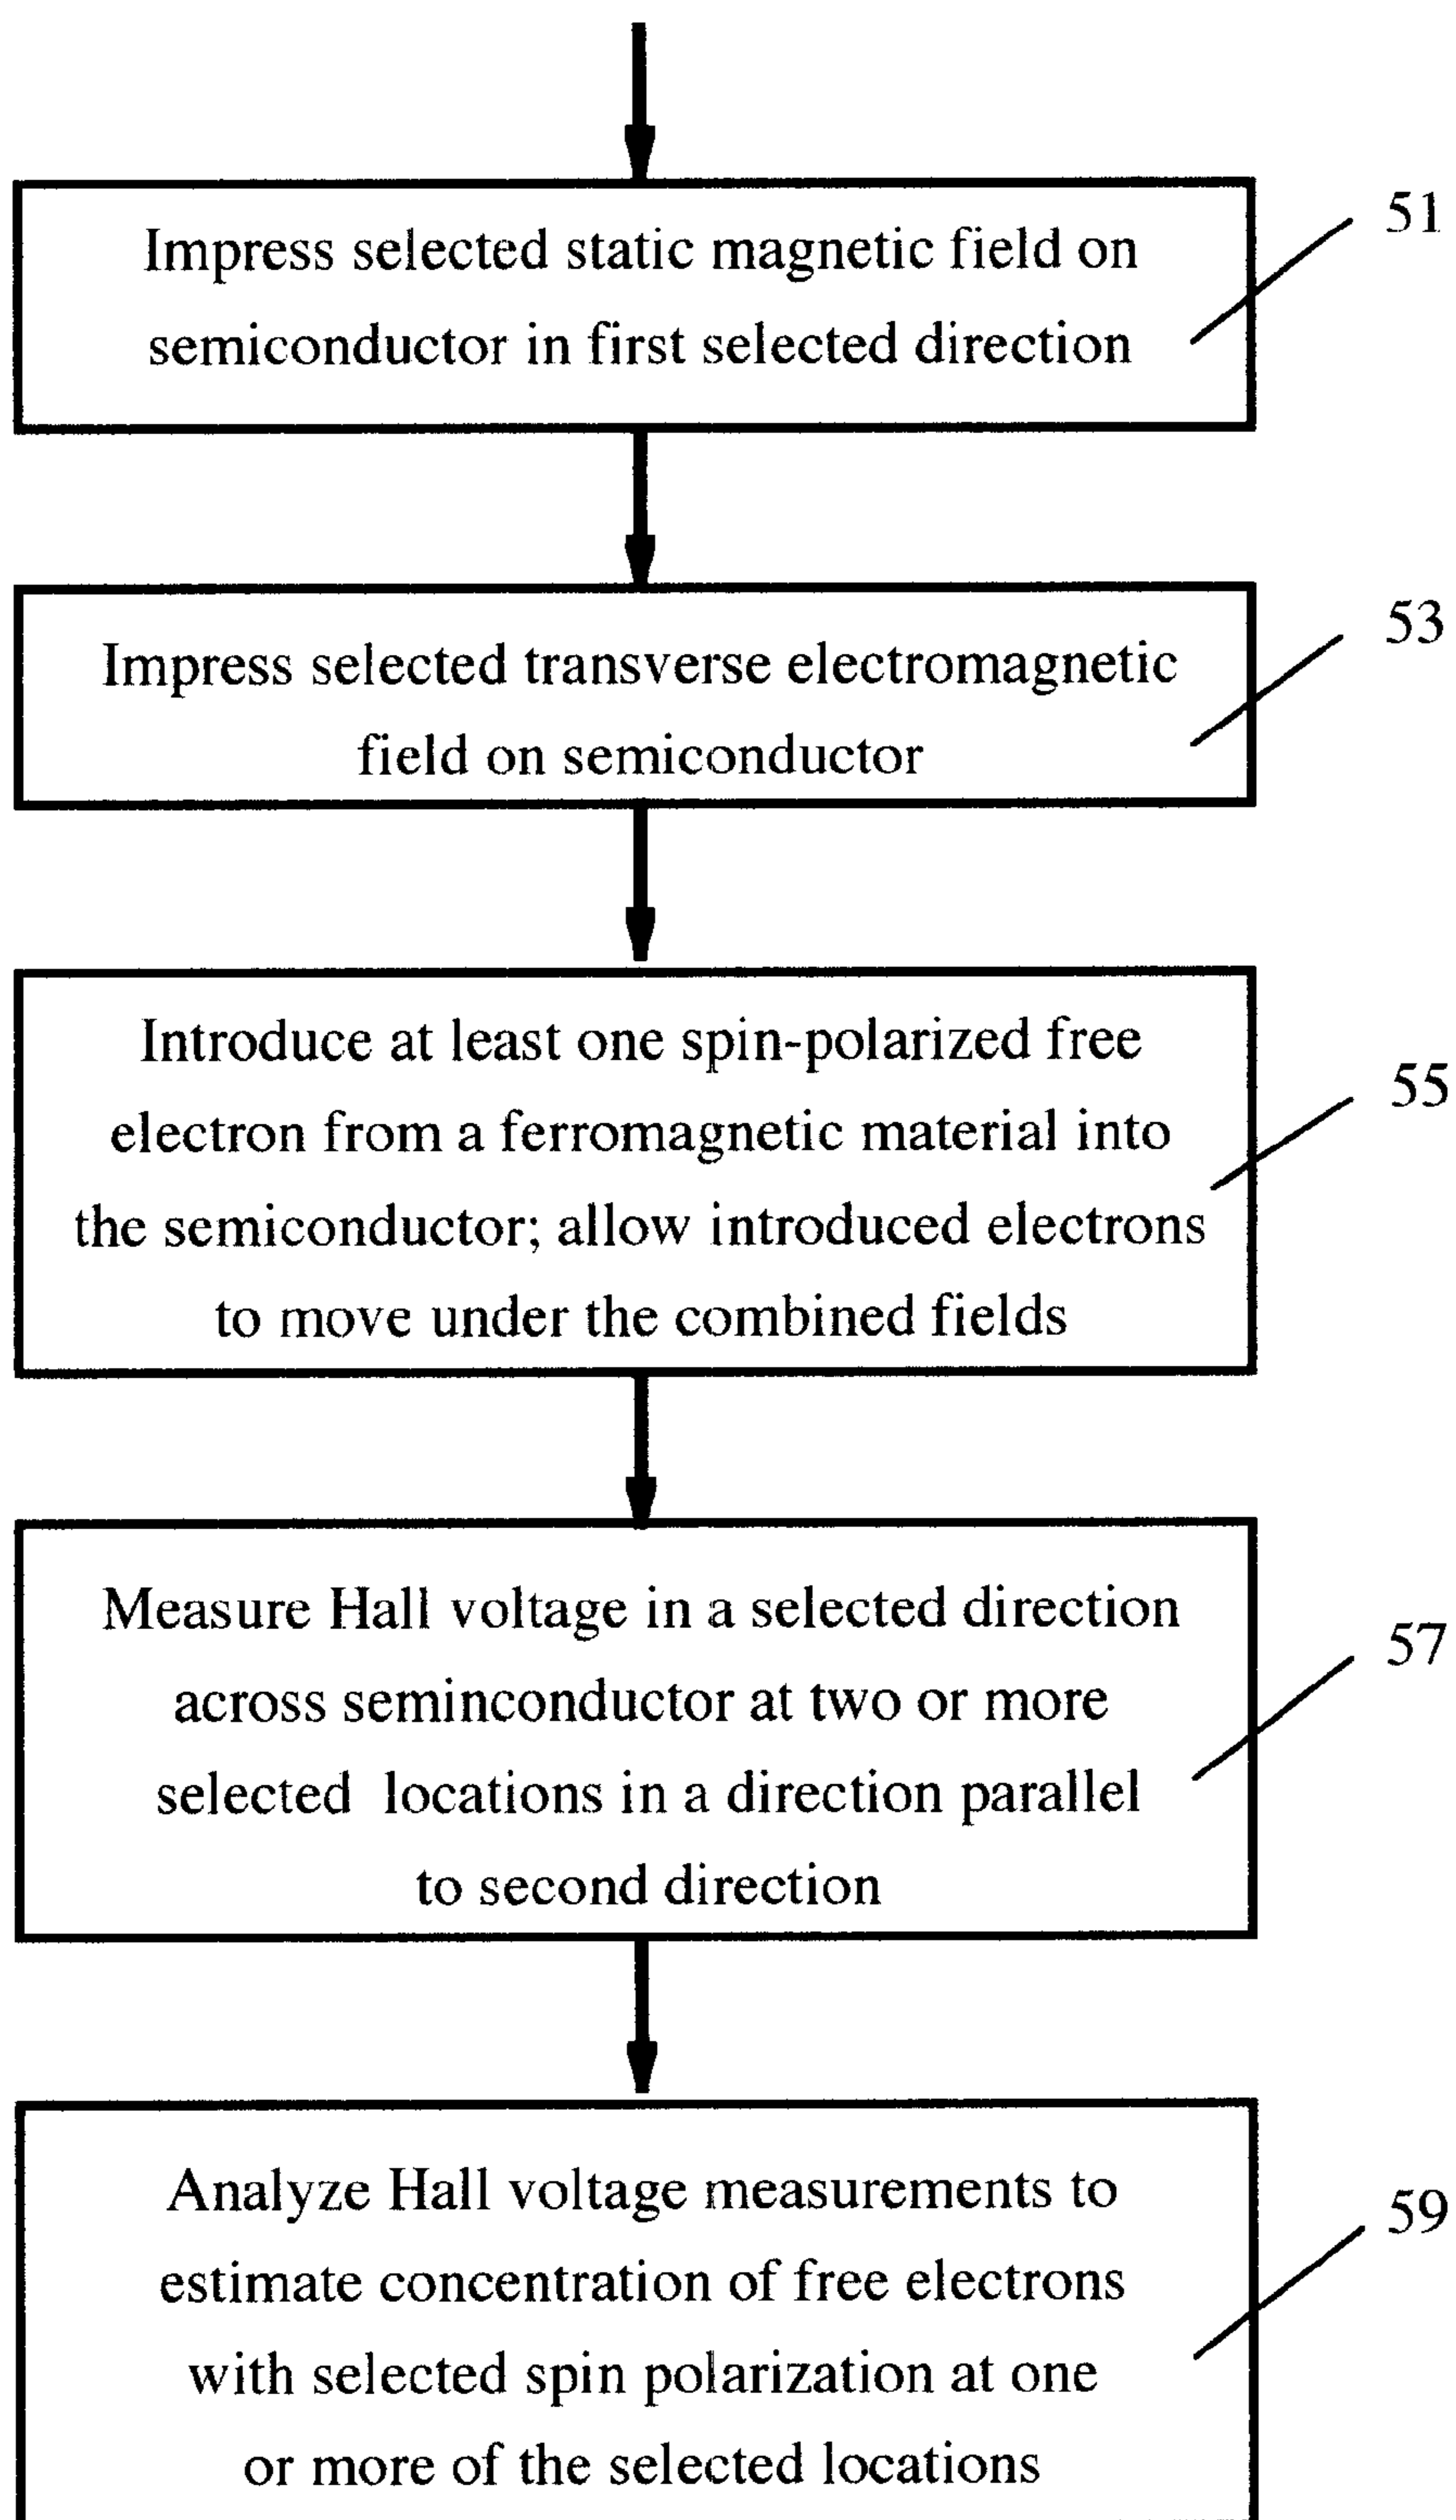 Impress selected static magnetic field on
semiconductor in first selected direction
51
Impress selected transverse electromagnetic
field on semiconductor
53
Introduce at least one spin-polarized free
electron from a ferromagnetic material into
the semiconductor; allow introduced electrons
to move under the combined fields
55
Measure Hall voltage in a selected direction
across seminconductor at two or more
selected locations in a direction parallel
to second direction
57
Analyze Hall voltage measurements to
estimate concentration of free electrons
with selected spin polarization at one
or more of the selected locations
59